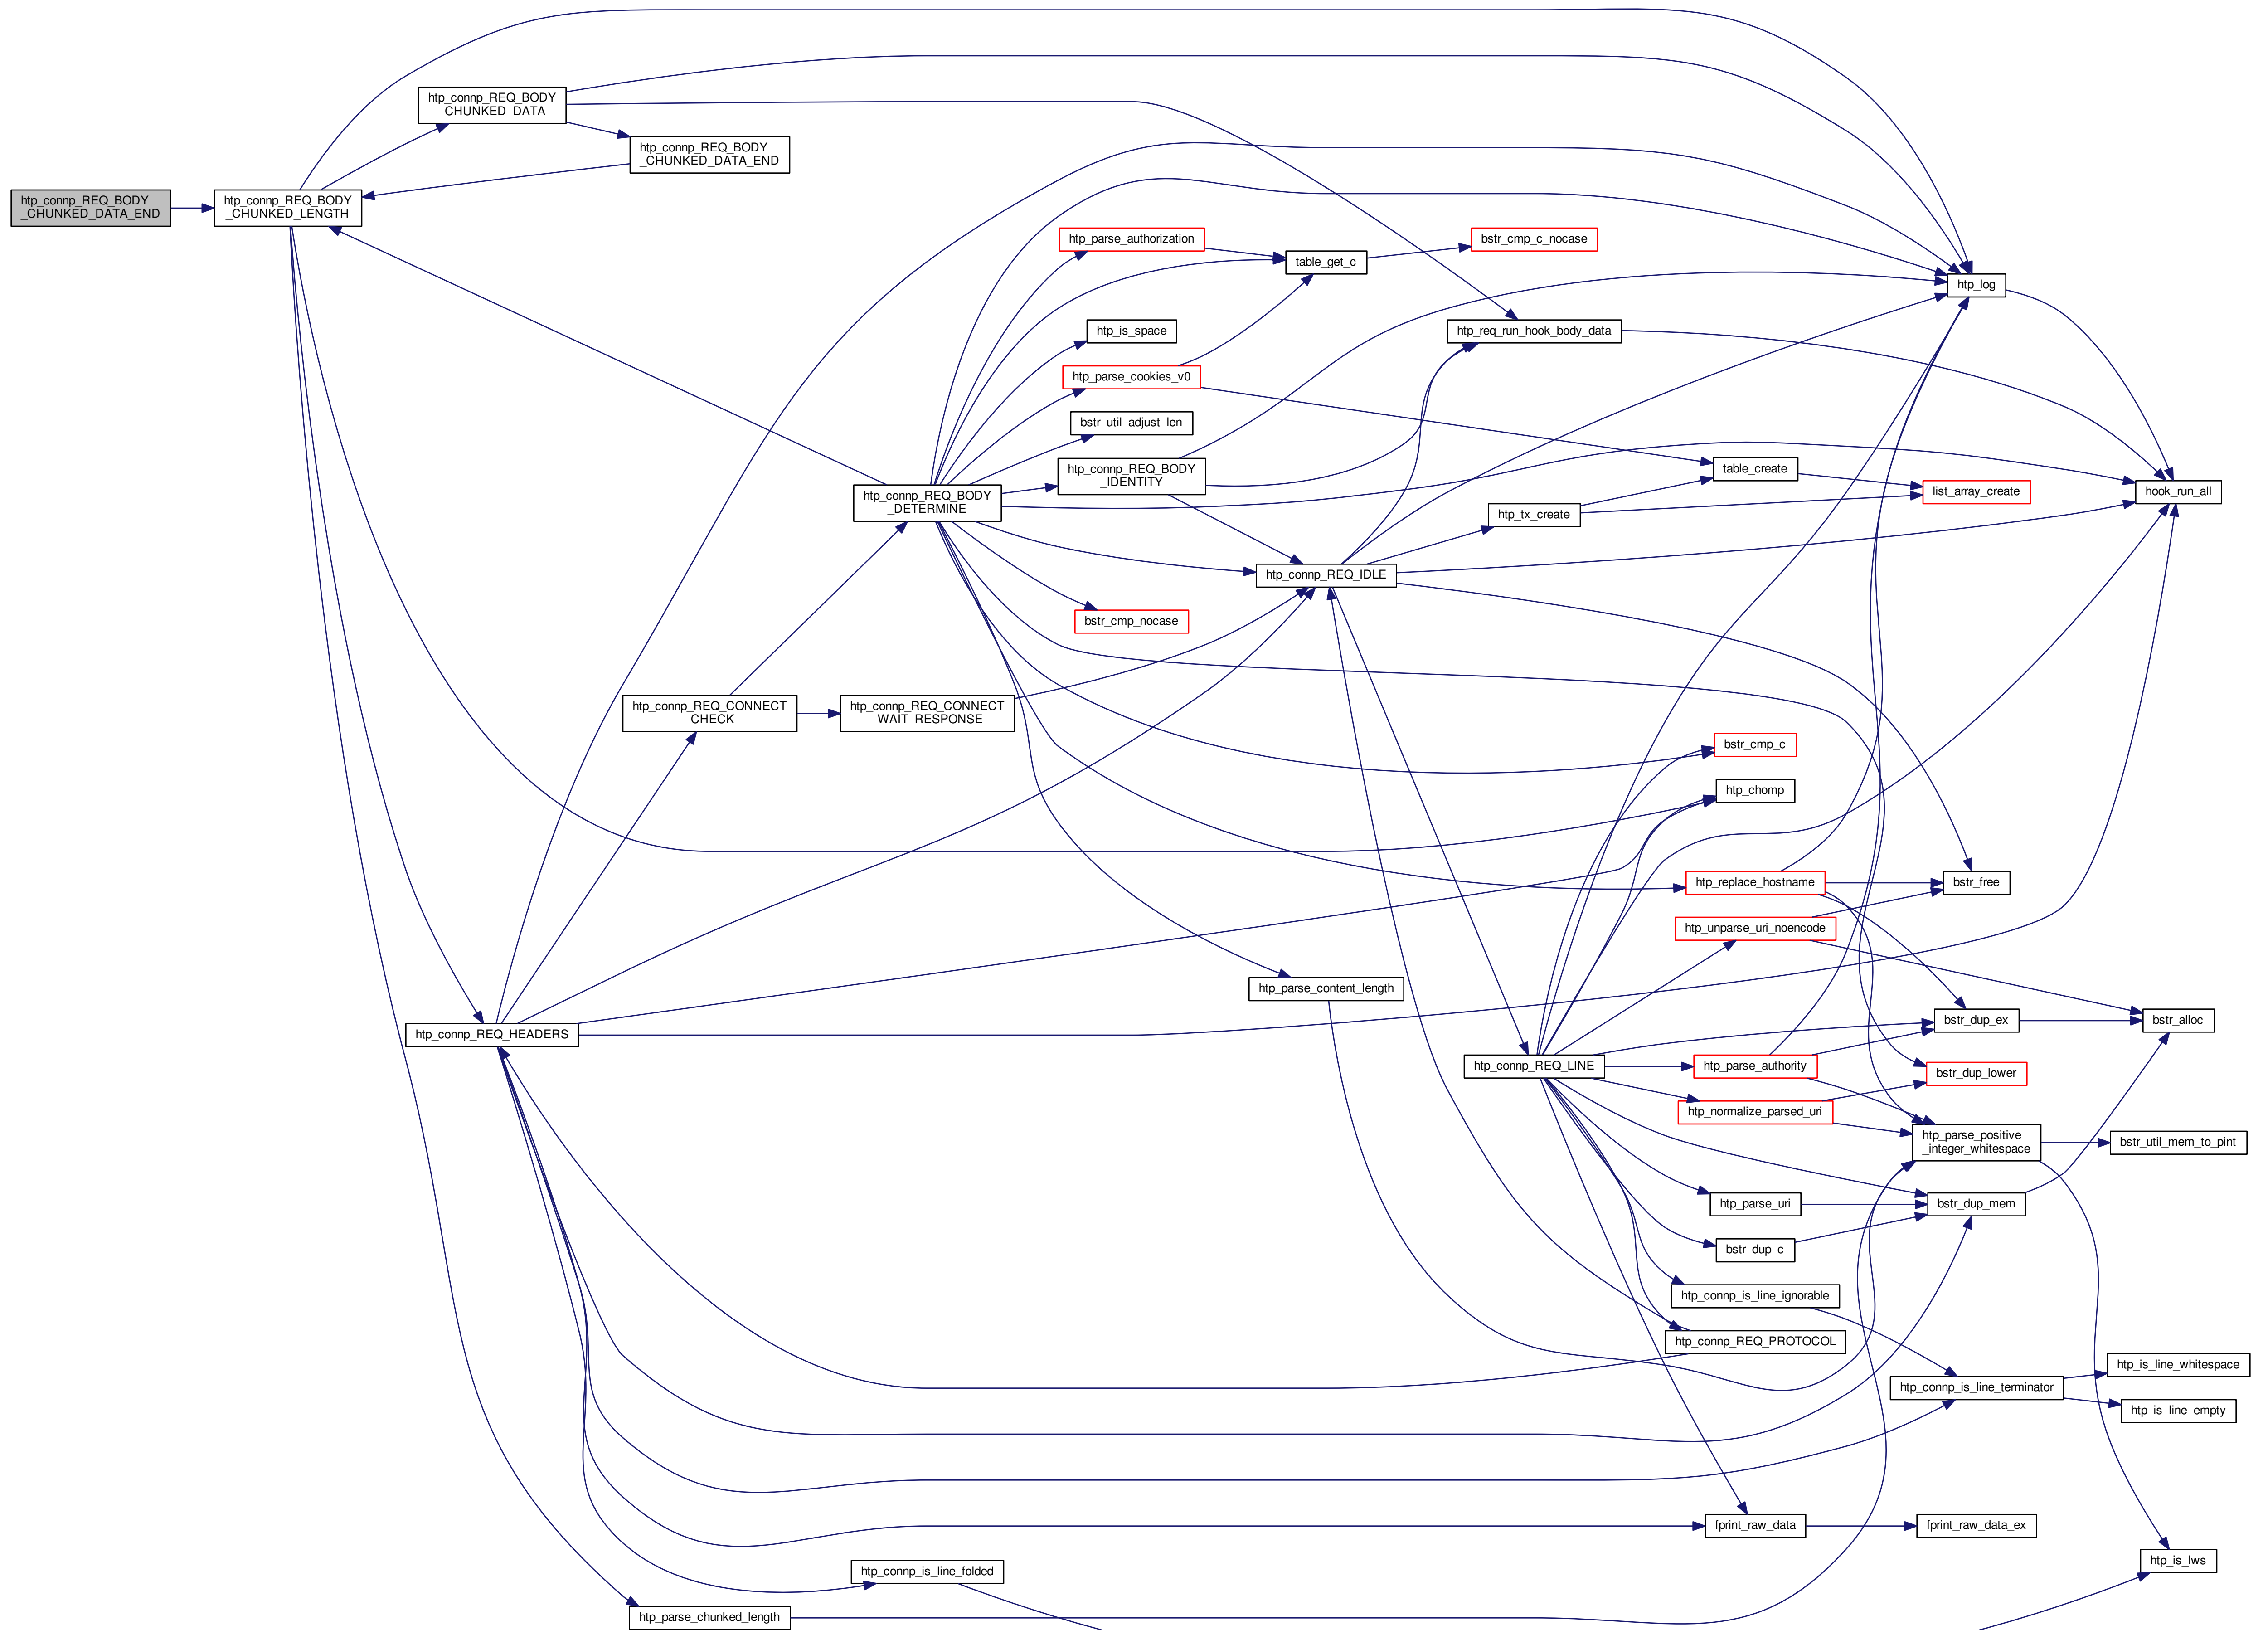 htp_connp_REQ_BODY
_CHUNKED_DATA_END
htp_connp_REQ_BODY
_CHUNKED_LENGTH
htp_connp_REQ_BODY
_CHUNKED_DATA
htp_connp_REQ_BODY
_CHUNKED_DATA_END
htp_connp_REQ_HEADERS
htp_connp_REQ_CONNECT
_CHECK
htp_parse_chunked_length
htp_connp_REQ_BODY
_DETERMINE
htp_connp_REQ_CONNECT
_WAIT_RESPONSE
htp_connp_is_line_folded
htp_parse_authorization
htp_is_space
htp_parse_cookies_v0
bstr_util_adjust_len
htp_connp_REQ_BODY
_IDENTITY
bstr_cmp_nocase
table_get_c
htp_connp_REQ_IDLE
htp_parse_content_length
bstr_cmp_c_nocase
htp_req_run_hook_body_data
htp_tx_create
htp_connp_REQ_LINE
table_create
bstr_cmp_c
htp_chomp
htp_replace_hostname
htp_unparse_uri_noencode
htp_parse_authority
htp_normalize_parsed_uri
htp_parse_uri
bstr_dup_c
htp_connp_is_line_ignorable
htp_connp_REQ_PROTOCOL
fprint_raw_data
htp_log
list_array_create
bstr_free
bstr_dup_ex
bstr_dup_lower
htp_parse_positive
_integer_whitespace
bstr_dup_mem
htp_connp_is_line_terminator
fprint_raw_data_ex
hook_run_all
bstr_alloc
bstr_util_mem_to_pint
htp_is_line_whitespace
htp_is_line_empty
htp_is_lws